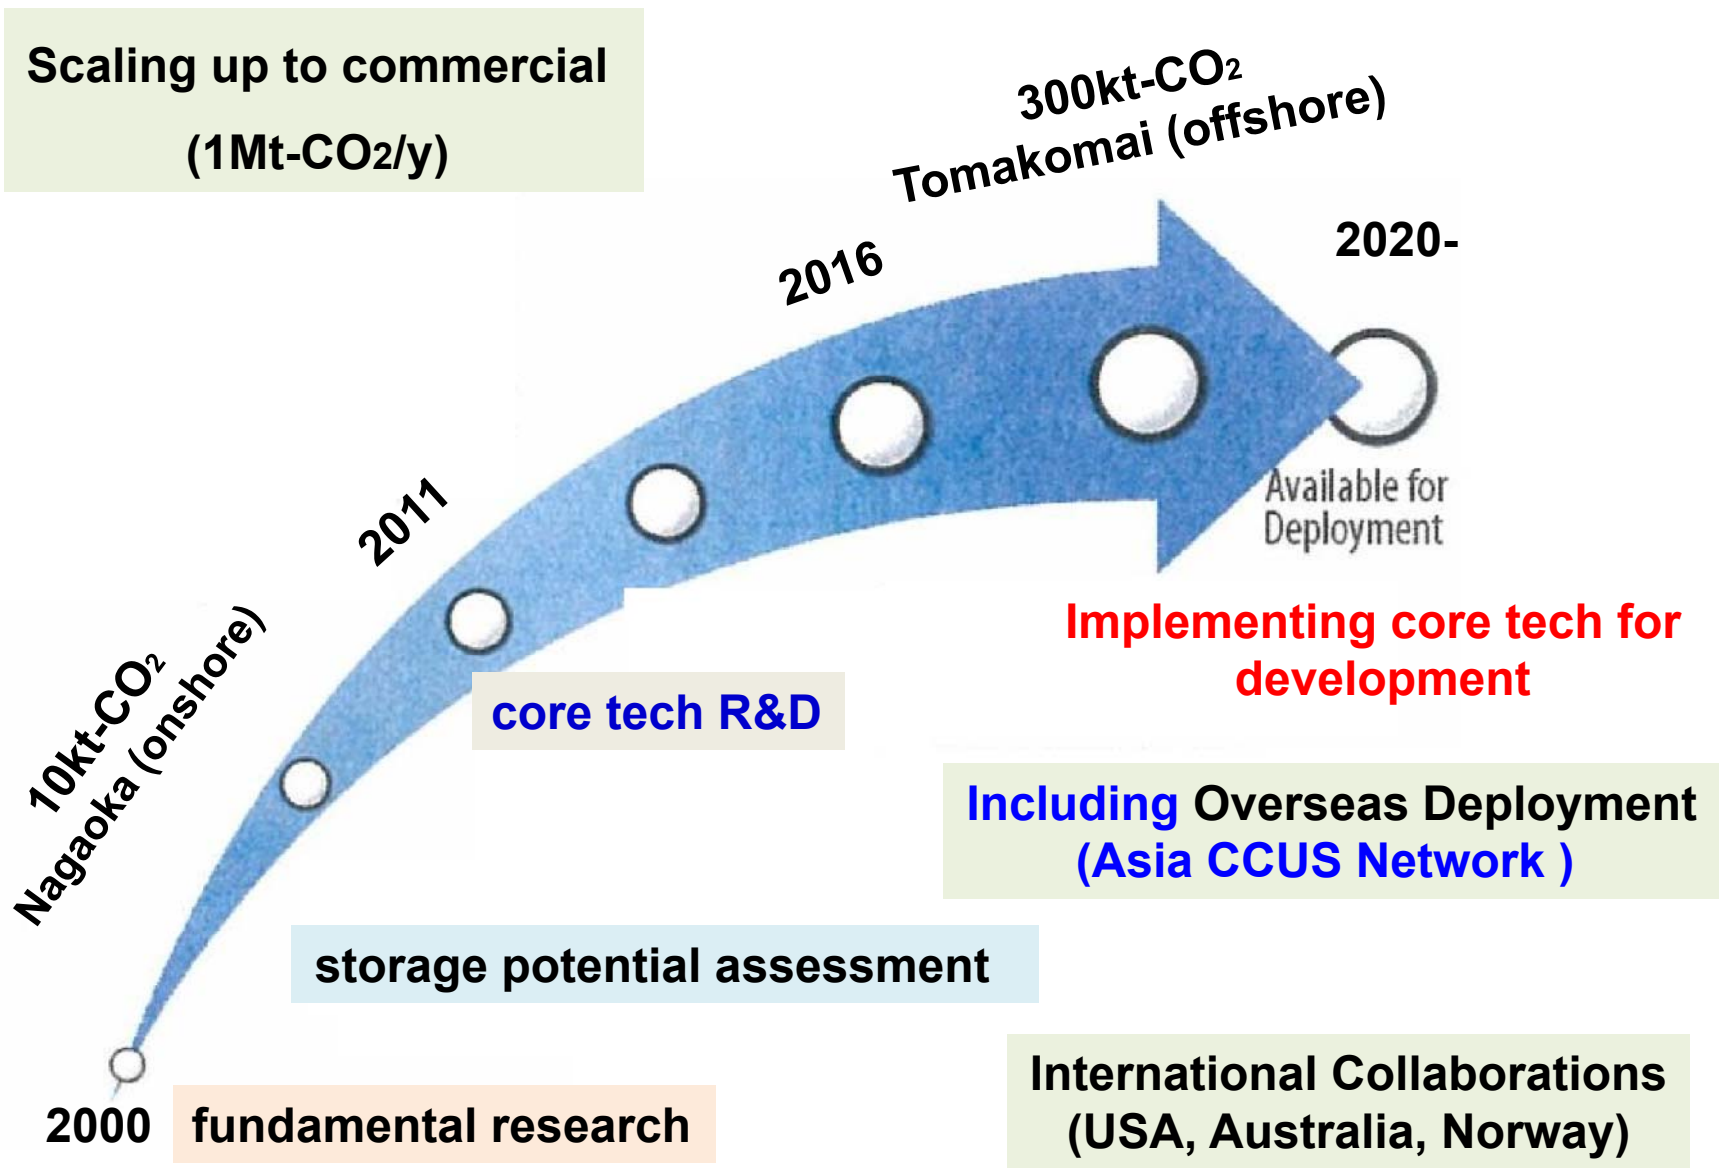 Scaling up to commercial
(1Mt-CO2/y)
300kt-CO2
Tomakomai (offshore)
2020-
2016
Available for
Deployment
2011
Implementing core tech for
development
10kt-CO2
Nagaoka (onshore)
core tech R&D
Including Overseas Deployment
(Asia CCUS Network )
storage potential assessment
International Collaborations
(USA, Australia, Norway)
2000
fundamental research